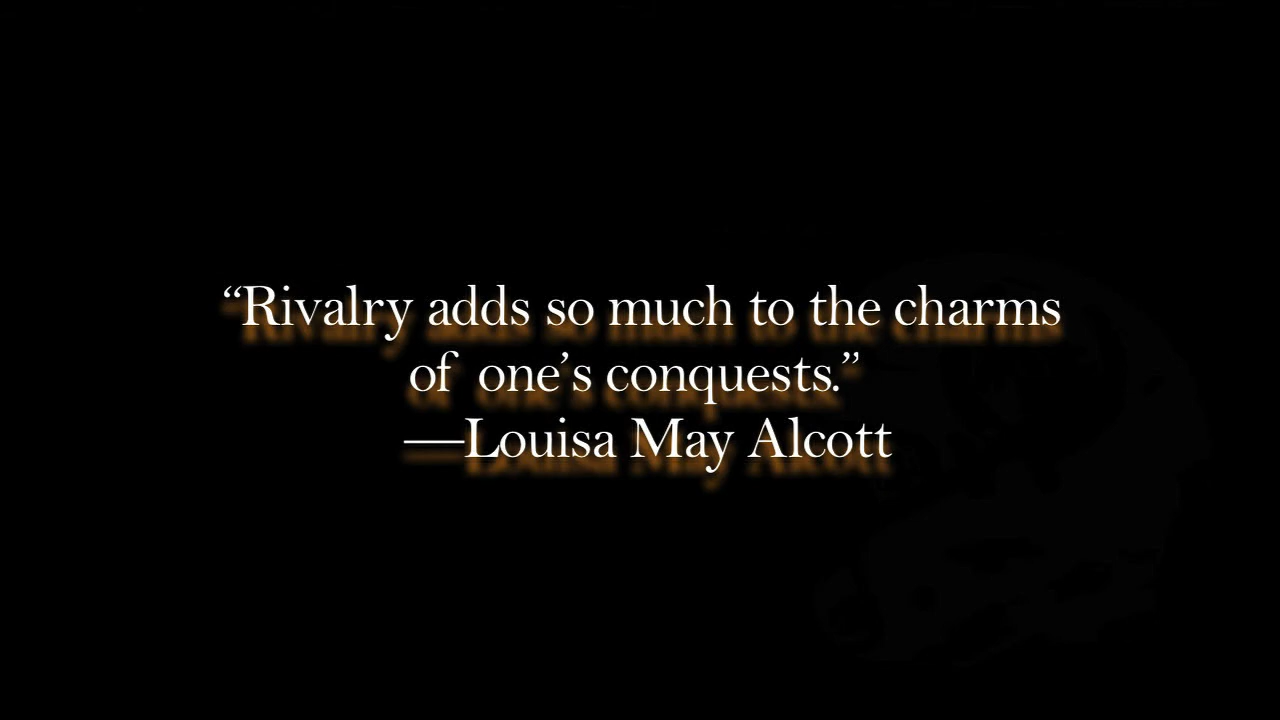 “Rivalry adds so much to the charms
of one’s conquests.”
—Louisa May Alcott